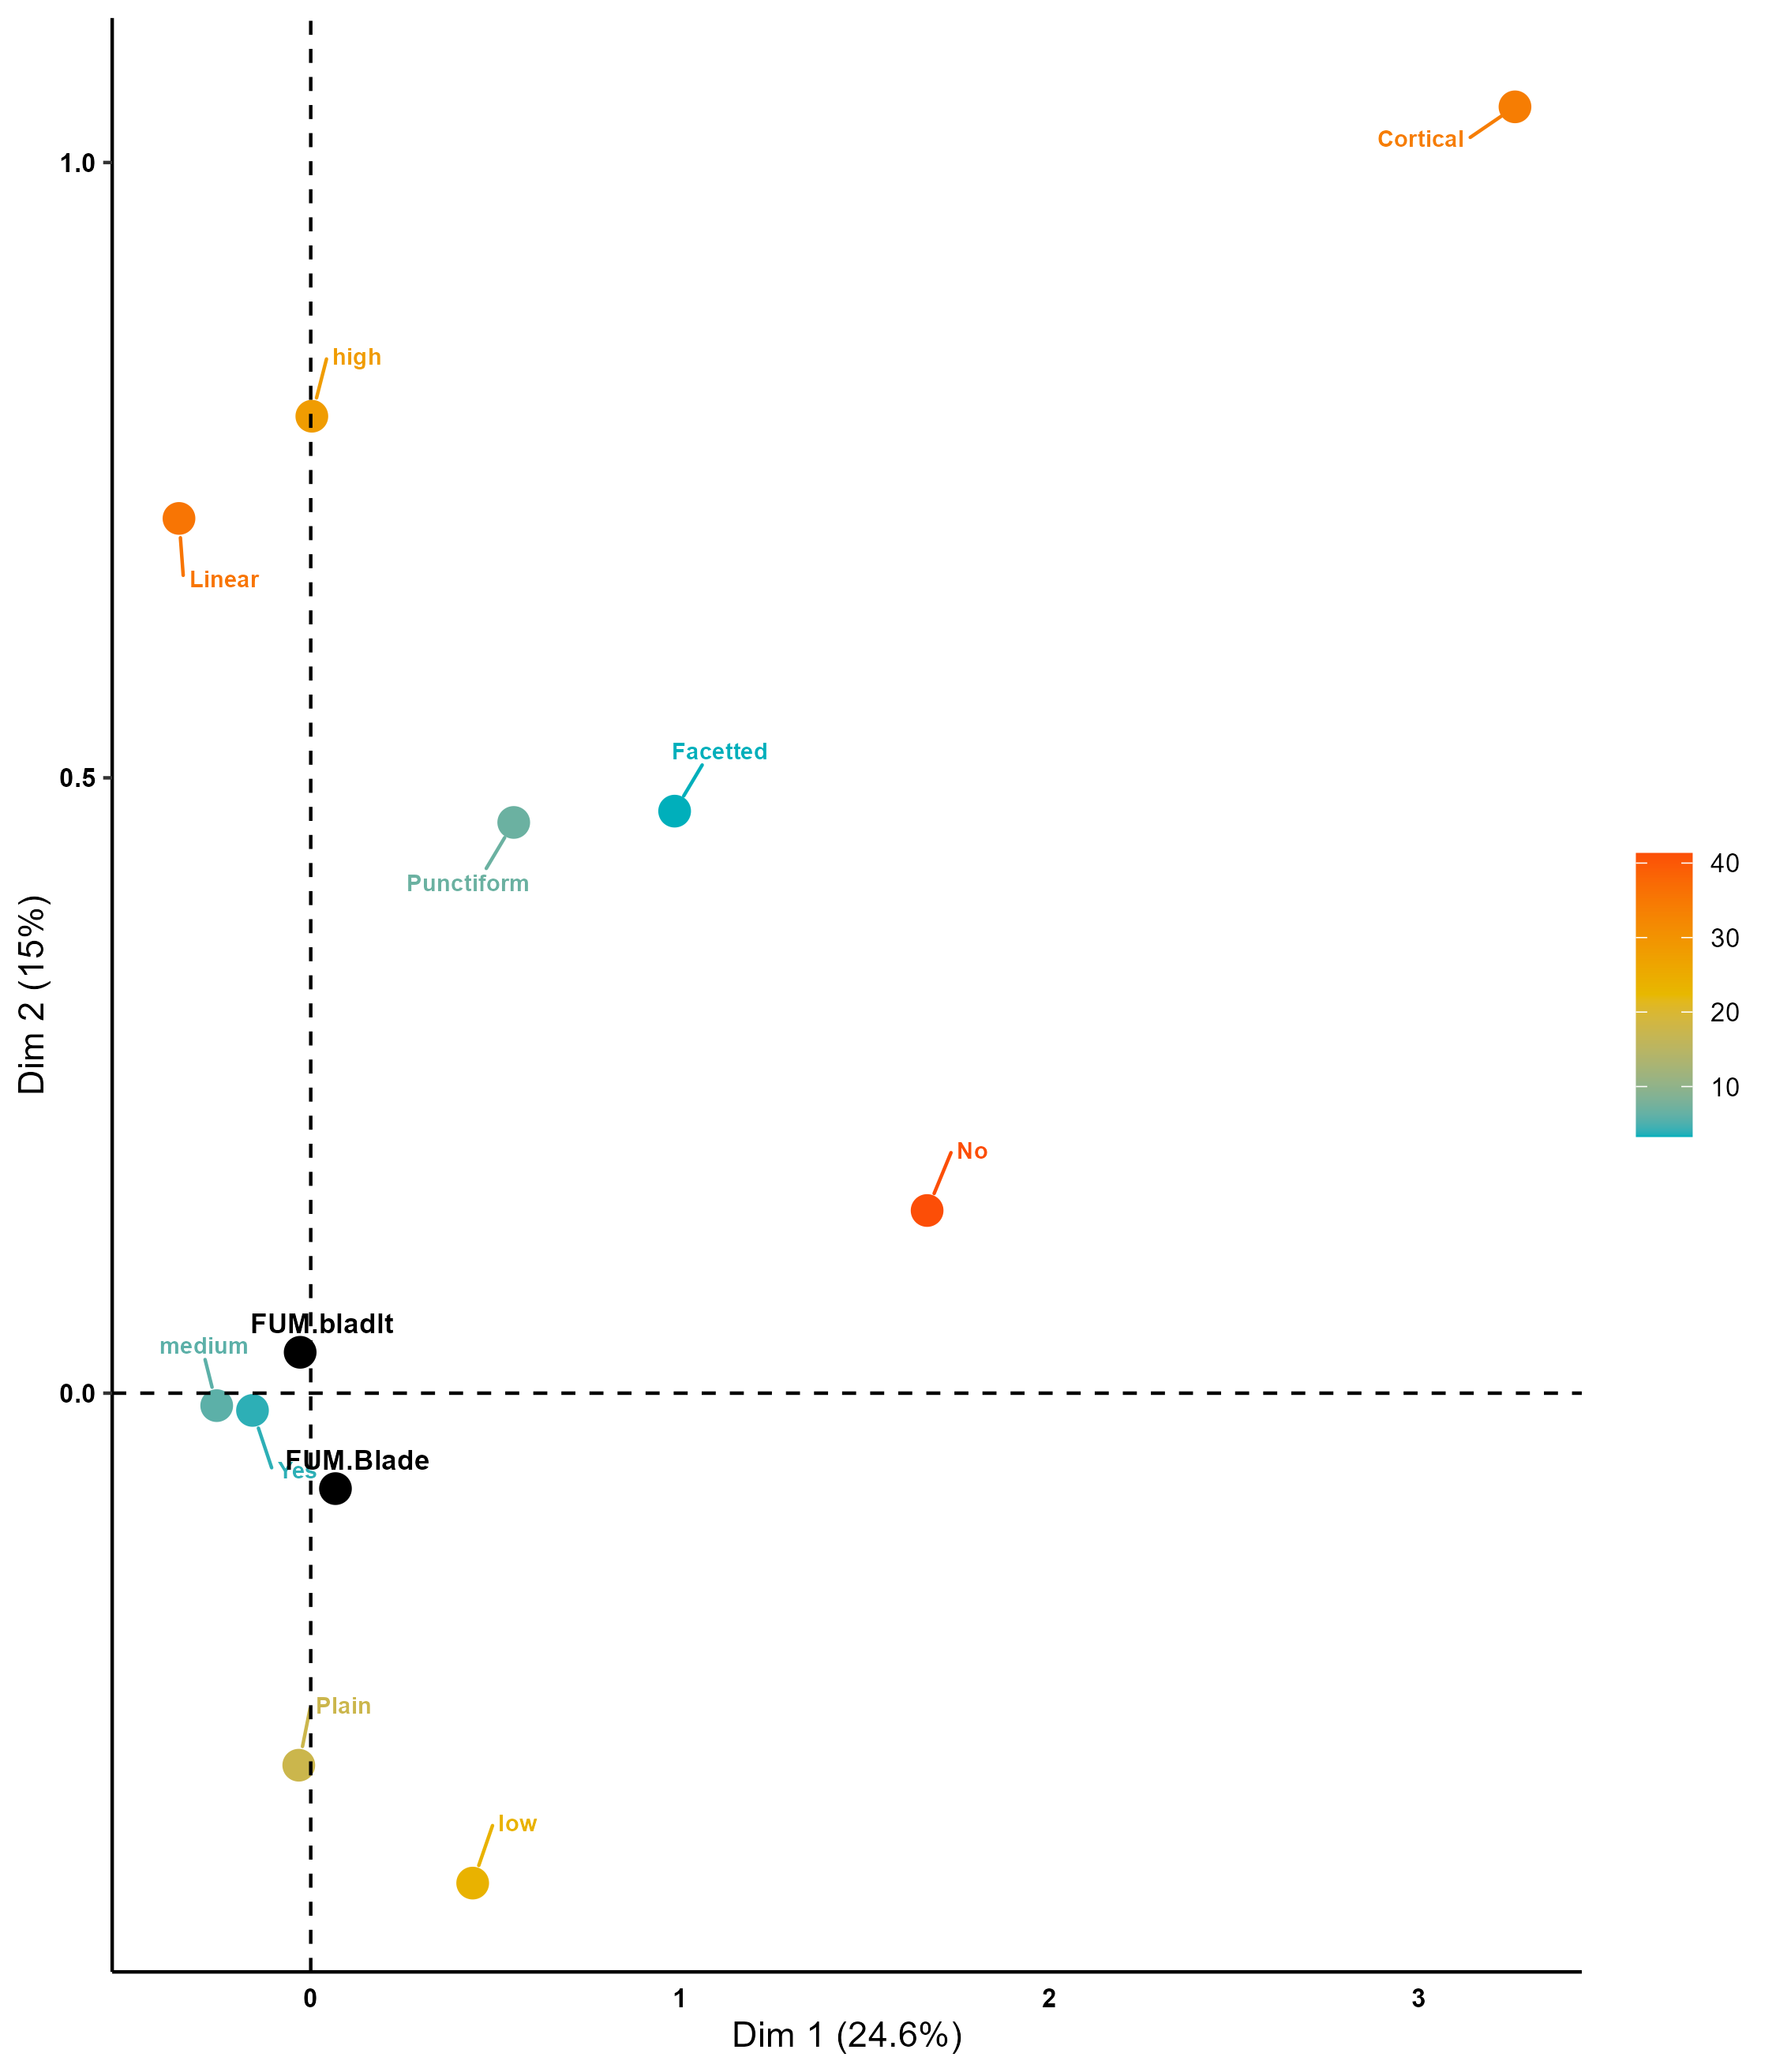 Cortical
1.0
high
Linear
Facetted
0.5
Punctiform
40
30
20
10
Dim 2 (15%)
No
FUM.bladlt
medium
0.0
FUM.Blade
Yes
Plain
low
0 1 2 3
Dim 1 (24.6%)